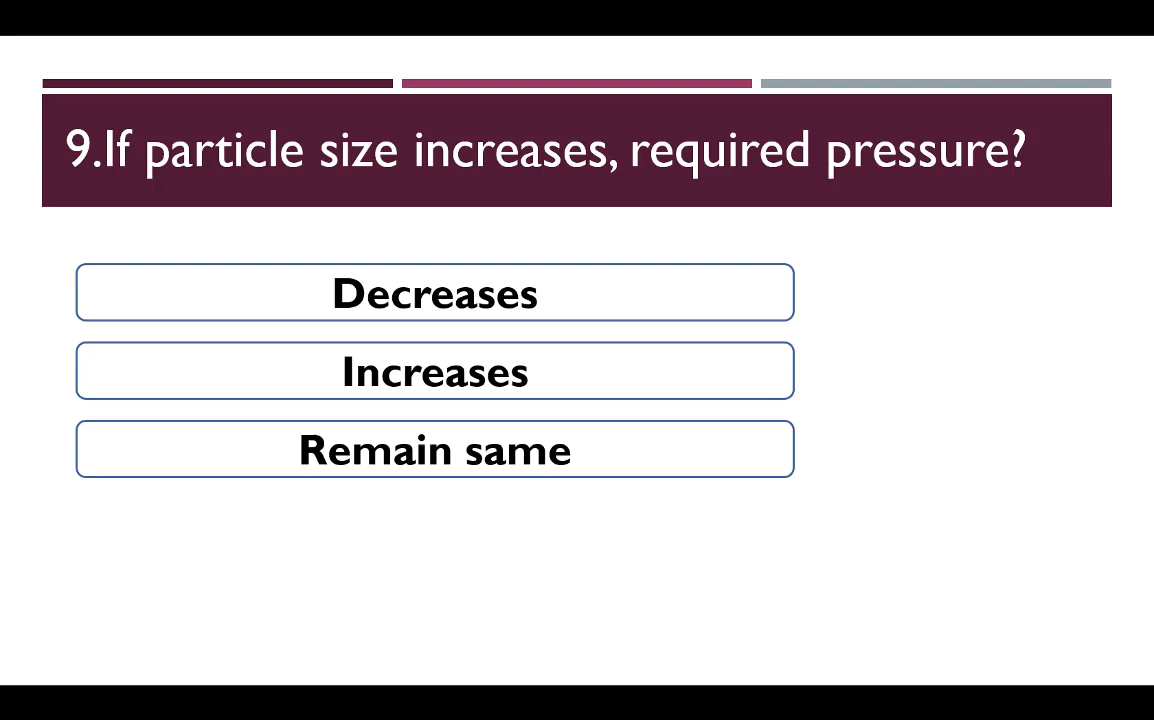 9.If particle size increases, required pressure?
Decreases
Increases
Remain same